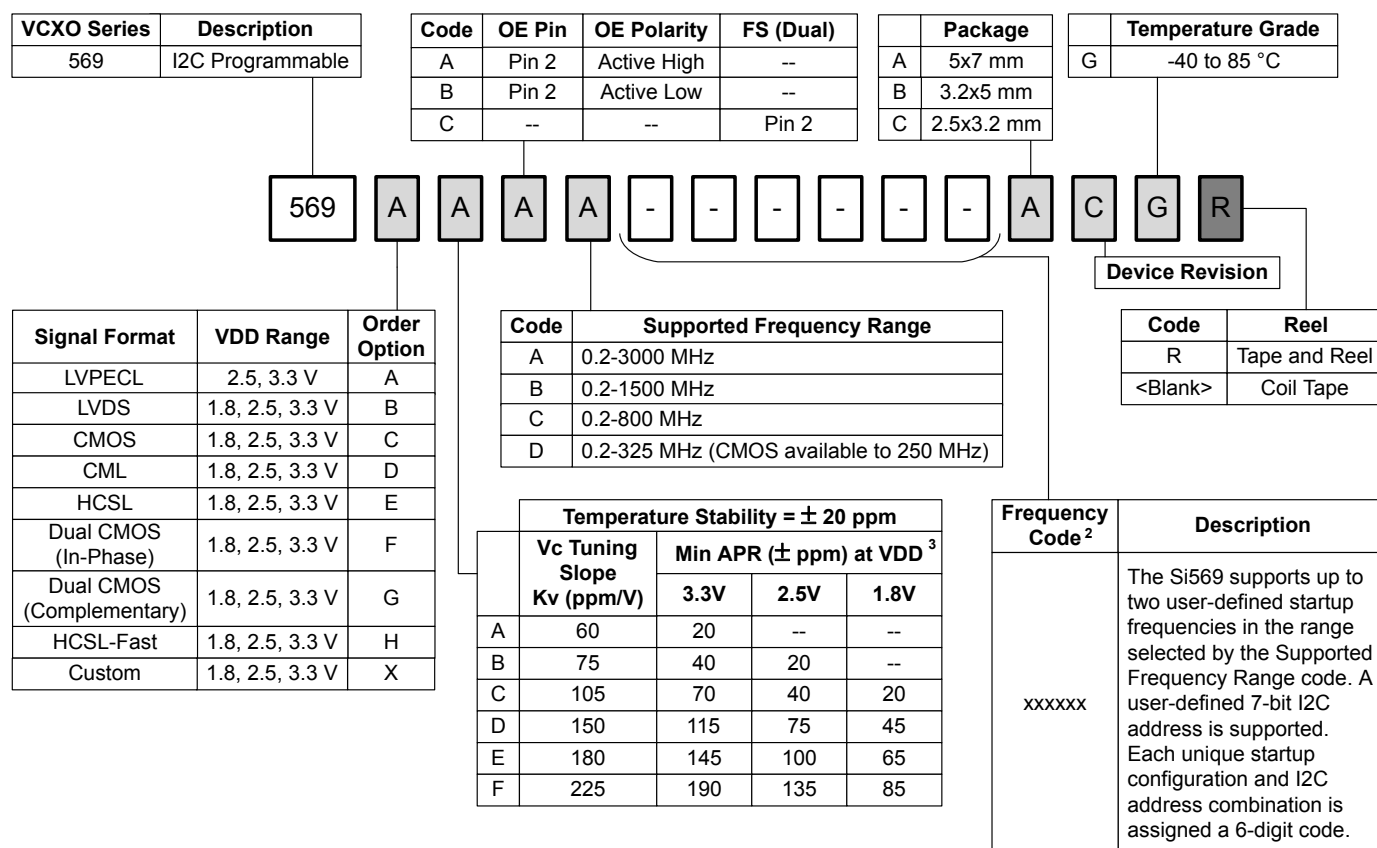 VCXO Series Description
569 I2C Programmable
Code OE Pin OE Polarity FS (Dual)
A Pin 2 Active High --
B Pin 2 Active Low --
C -- -- Pin 2
Package
A 5x7 mm
B 3.2x5 mm
C 2.5x3.2 mm
Temperature Grade
G -40 to 85 °C
569 A A A A - - - - - - A C G R
Device Revision
Signal Format VDD Range Order
Option
LVPECL 2.5, 3.3 V A
LVDS 1.8, 2.5, 3.3 V B
CMOS 1.8, 2.5, 3.3 V C
CML 1.8, 2.5, 3.3 V D
HCSL 1.8, 2.5, 3.3 V E
Dual CMOS
(In-Phase) 1.8, 2.5, 3.3 V F
Dual CMOS
(Complementary) 1.8, 2.5, 3.3 V G
HCSL-Fast 1.8, 2.5, 3.3 V H
Custom 1.8, 2.5, 3.3 V X
Code Supported Frequency Range
A 0.2-3000 MHz
B 0.2-1500 MHz
C 0.2-800 MHz
D 0.2-325 MHz (CMOS available to 250 MHz)
Code Reel
R Tape and Reel
<Blank> Coil Tape
Temperature Stability = ± 20 ppm
Vc Tuning
Slope
Kv (ppm/V)
Min APR (± ppm) at VDD 3
3.3V 2.5V 1.8V
A 60 20 -- --
B 75 40 20 --
C 105 70 40 20
D 150 115 75 45
E 180 145 100 65
F 225 190 135 85
Frequency
Code 2
Description
xxxxxx
The Si569 supports up to
two user-defined startup
frequencies in the range
selected by the Supported
Frequency Range code. A
user-defined 7-bit I2C
address is supported.
Each unique startup
configuration and I2C
address combination is
assigned a 6-digit code.